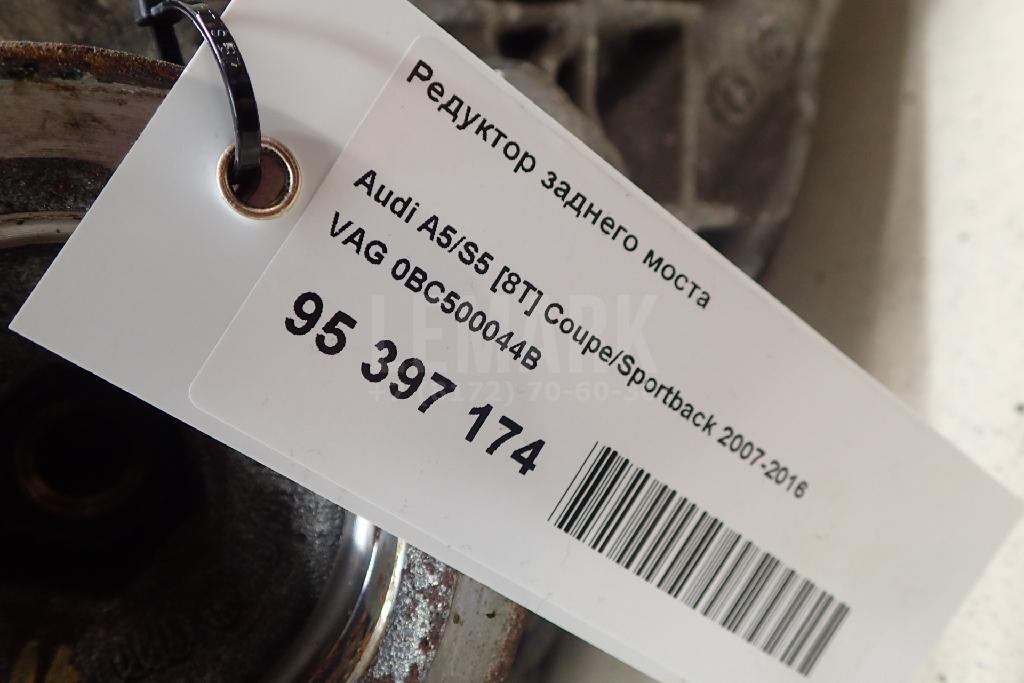 Редуктор заднего моста
Audi A5/S5 [8T] Coupe/Sportback 2007-2016
VAG 0BC500044B
95 397 174
LEMARK